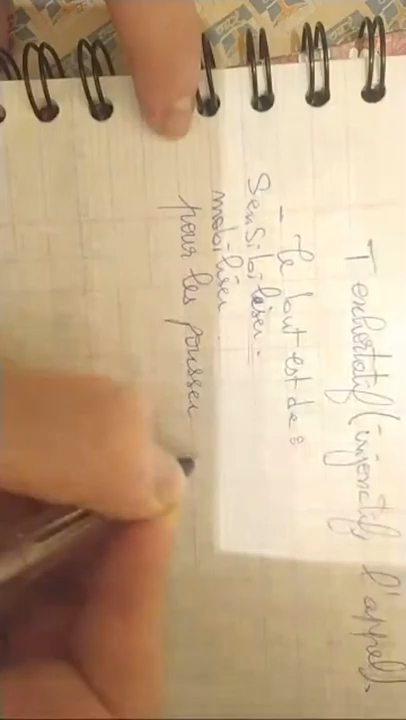 T exhortatif (injonctif, l'appel).
- Le but est de :
Sensibiliser.
mobiliser
pour les pousser